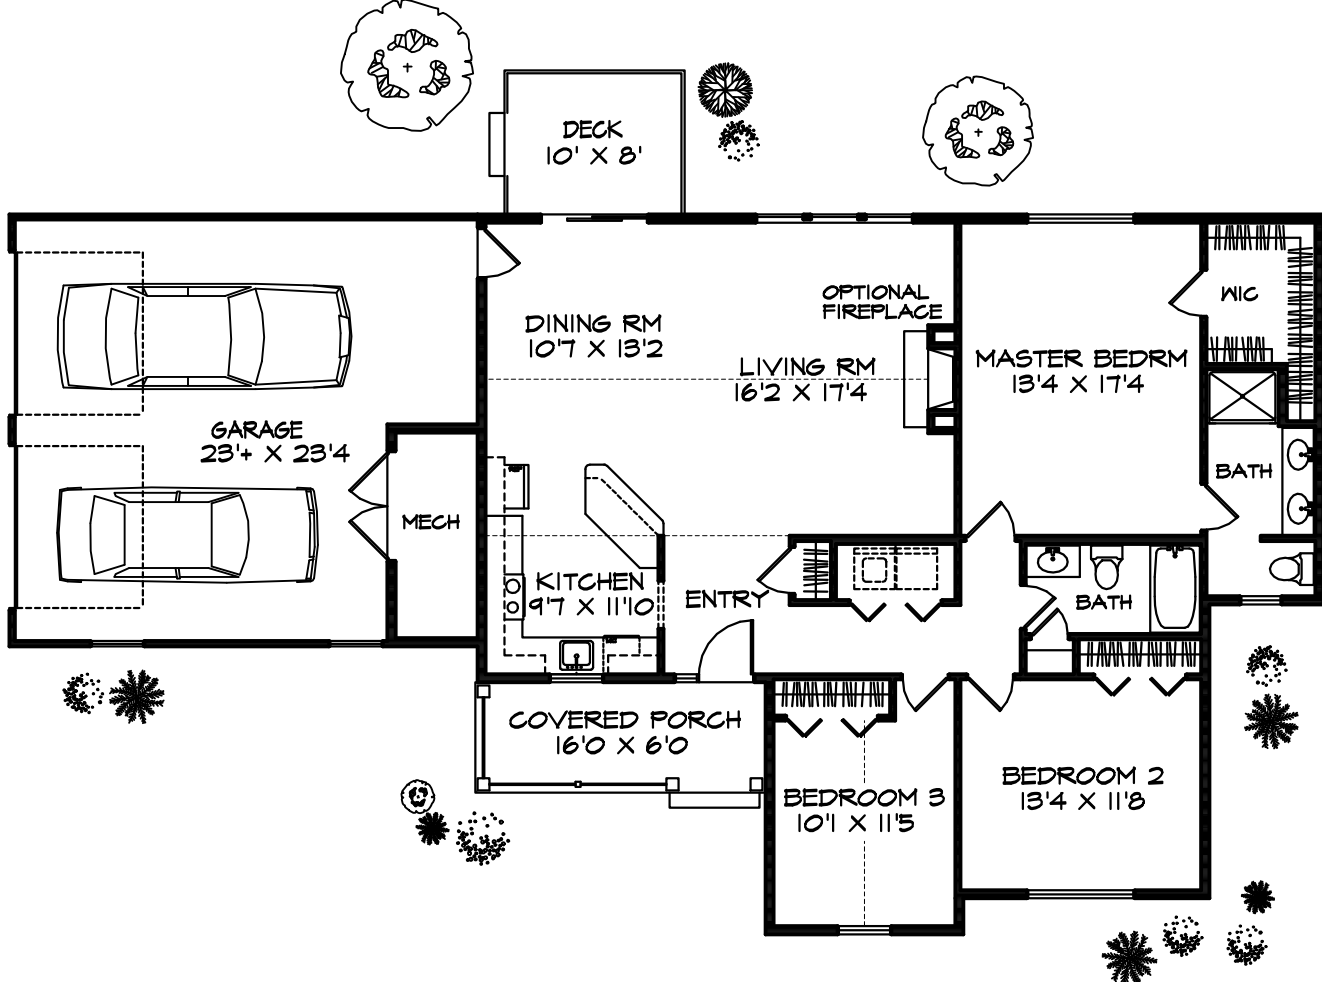 DECK
10' X 8'
OPTIONAL
FIREPLACE
WIC
DINING RM
10'7 X 13'2
LIVING RM
16'2 X 17'4
MASTER BEDRM
13'4 X 17'4
GARAGE
23'+ X 23'4
BATH
MECH
KITCHEN
9'7 X 11'10
ENTRY
BATH
COVERED PORCH
16'0 X 6'0
BEDROOM 2
13'4 X 11'8
BEDROOM 3
10'1 X 11'5